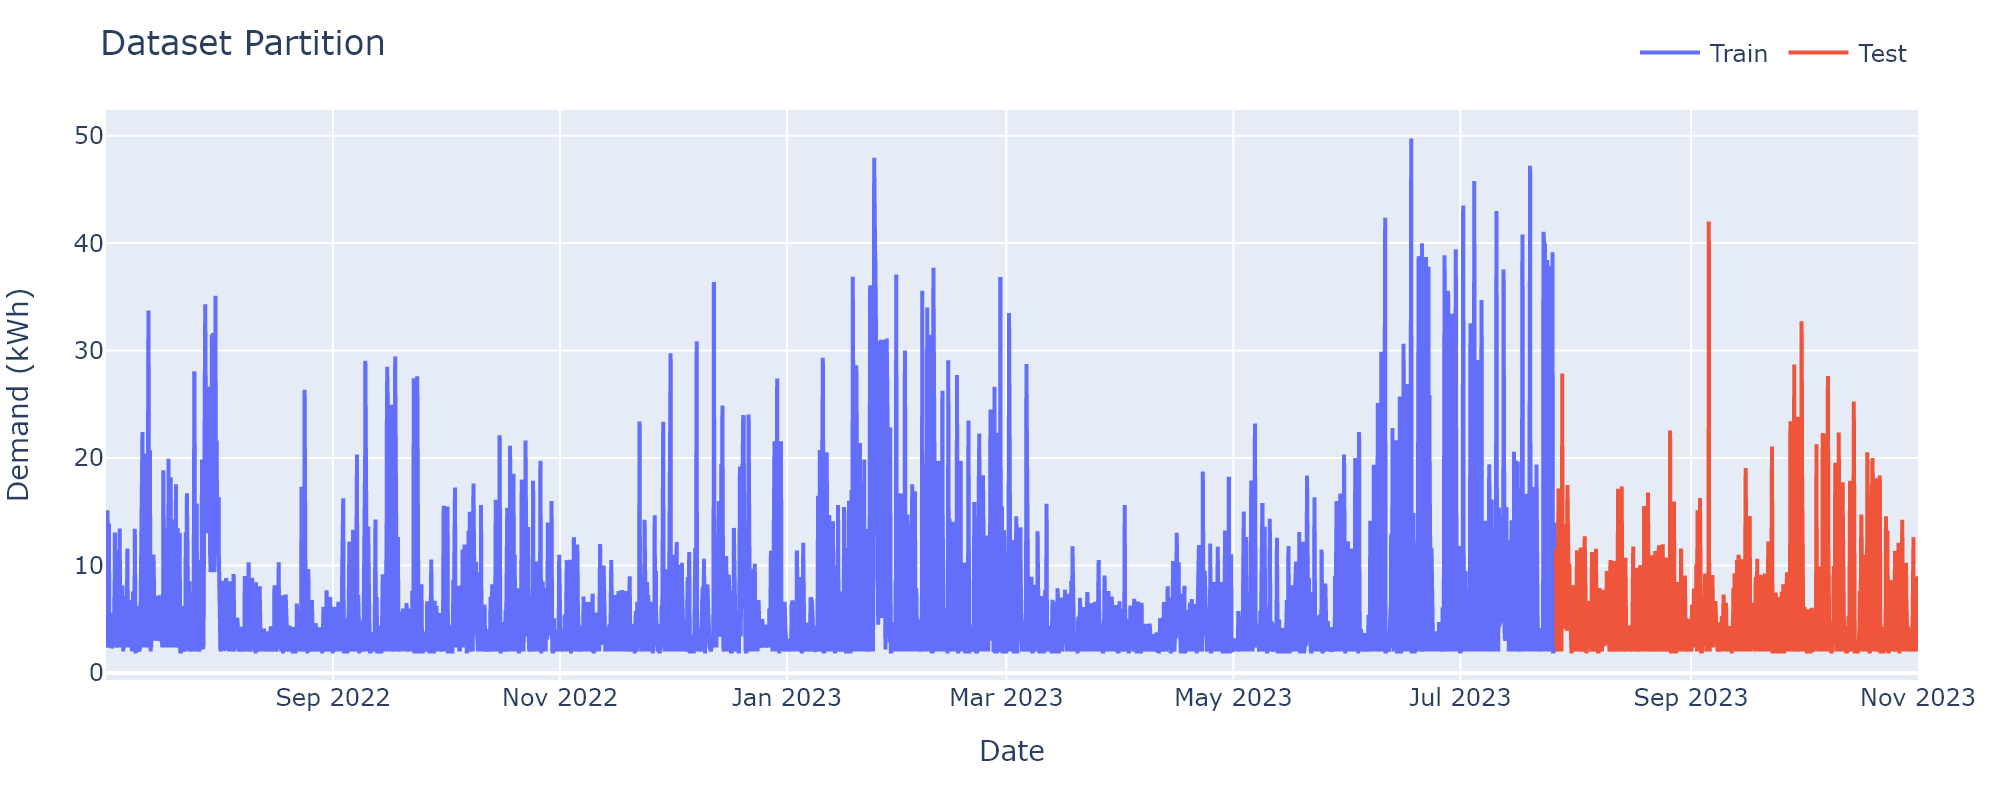 Dataset Partition
Train
Test
Demand (kWh)
50
40
30
20
10
0
Sep 2022
Nov 2022
Jan 2023
Mar 2023
May 2023
Jul 2023
Sep 2023
Nov 2023
Date